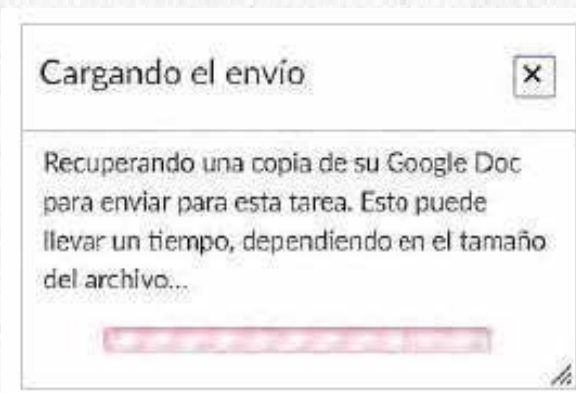 Cargando el envío
Recuperando una copia de su Google Doc
para enviar para esta tarea. Esto puede
llevar un tiempo, dependiendo en el tamaño
del archivo...